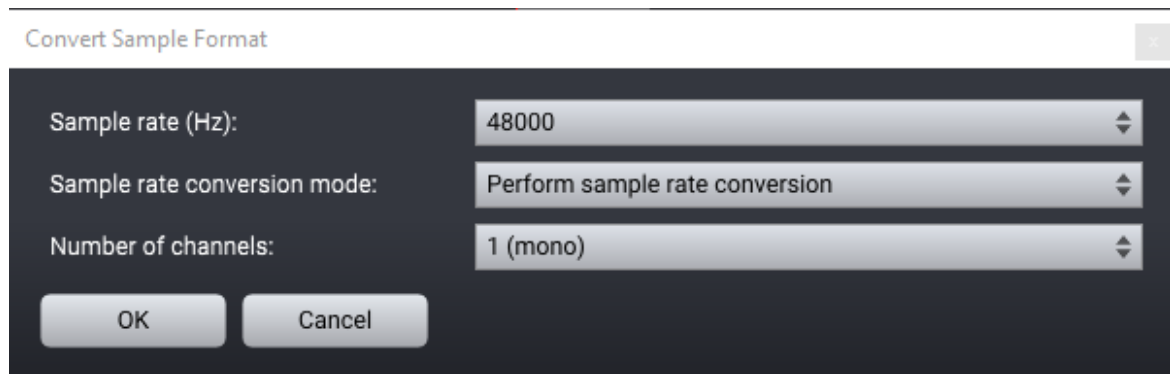 Convert Sample Format
x
Sample rate (Hz): 48000
Sample rate conversion mode: Perform sample rate conversion
Number of channels: 1 (mono)
OK Cancel